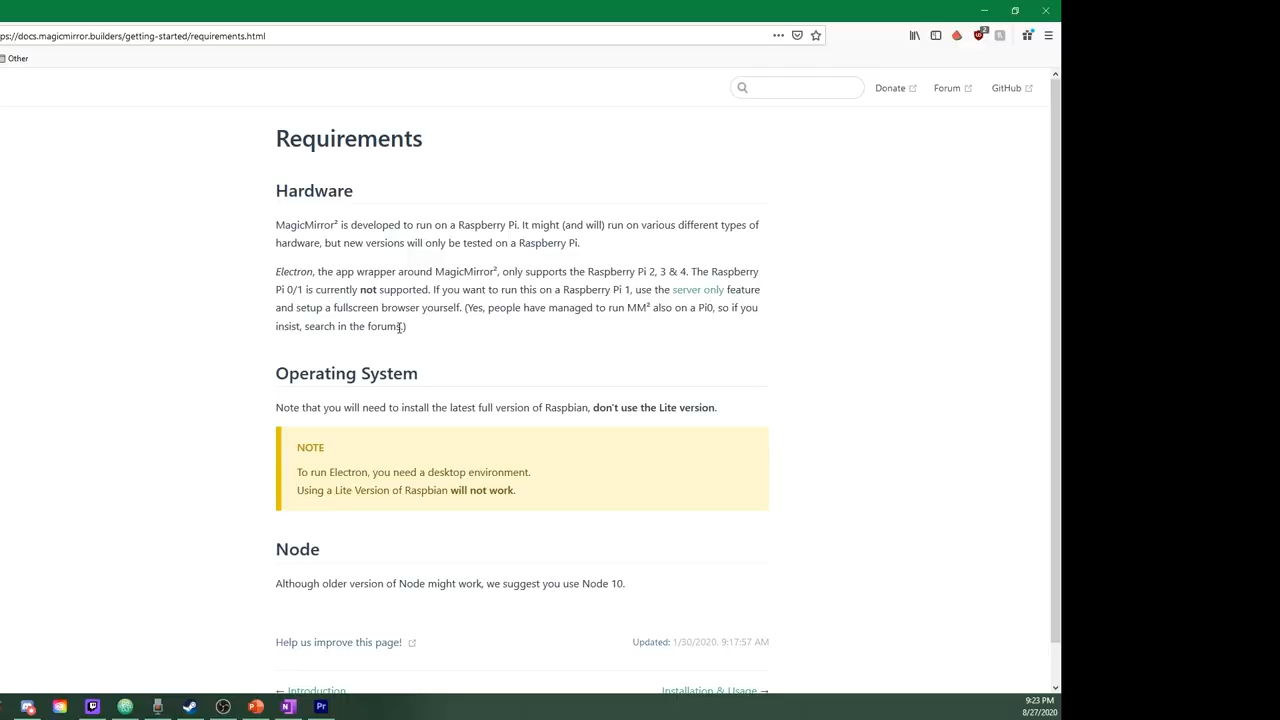 ps://docs.magicmirror.builders/getting-started/requirements.html
2
Other
Donate
Forum
GitHub
Requirements
Hardware
MagicMirror² is developed to run on a Raspberry Pi. It might (and will) run on various different types of
hardware, but new versions will only be tested on a Raspberry Pi.
Electron, the app wrapper around MagicMirror², only supports the Raspberry Pi 2, 3 & 4. The Raspberry
Pi 0/1 is currently not supported. If you want to run this on a Raspberry Pi 1, use the server only feature
and setup a fullscreen browser yourself. (Yes, people have managed to run MM² also on a Pi0, so if you
insist, search in the forums.)
Operating System
Note that you will need to install the latest full version of Raspbian, don't use the Lite version.
NOTE
To run Electron, you need a desktop environment.
Using a Lite Version of Raspbian will not work.
Node
Although older version of Node might work, we suggest you use Node 10.
Help us improve this page!
Updated: 1/30/2020, 9:17:57 AM
← Introduction
Installation & Usage →
9:23 PM
8/27/2020